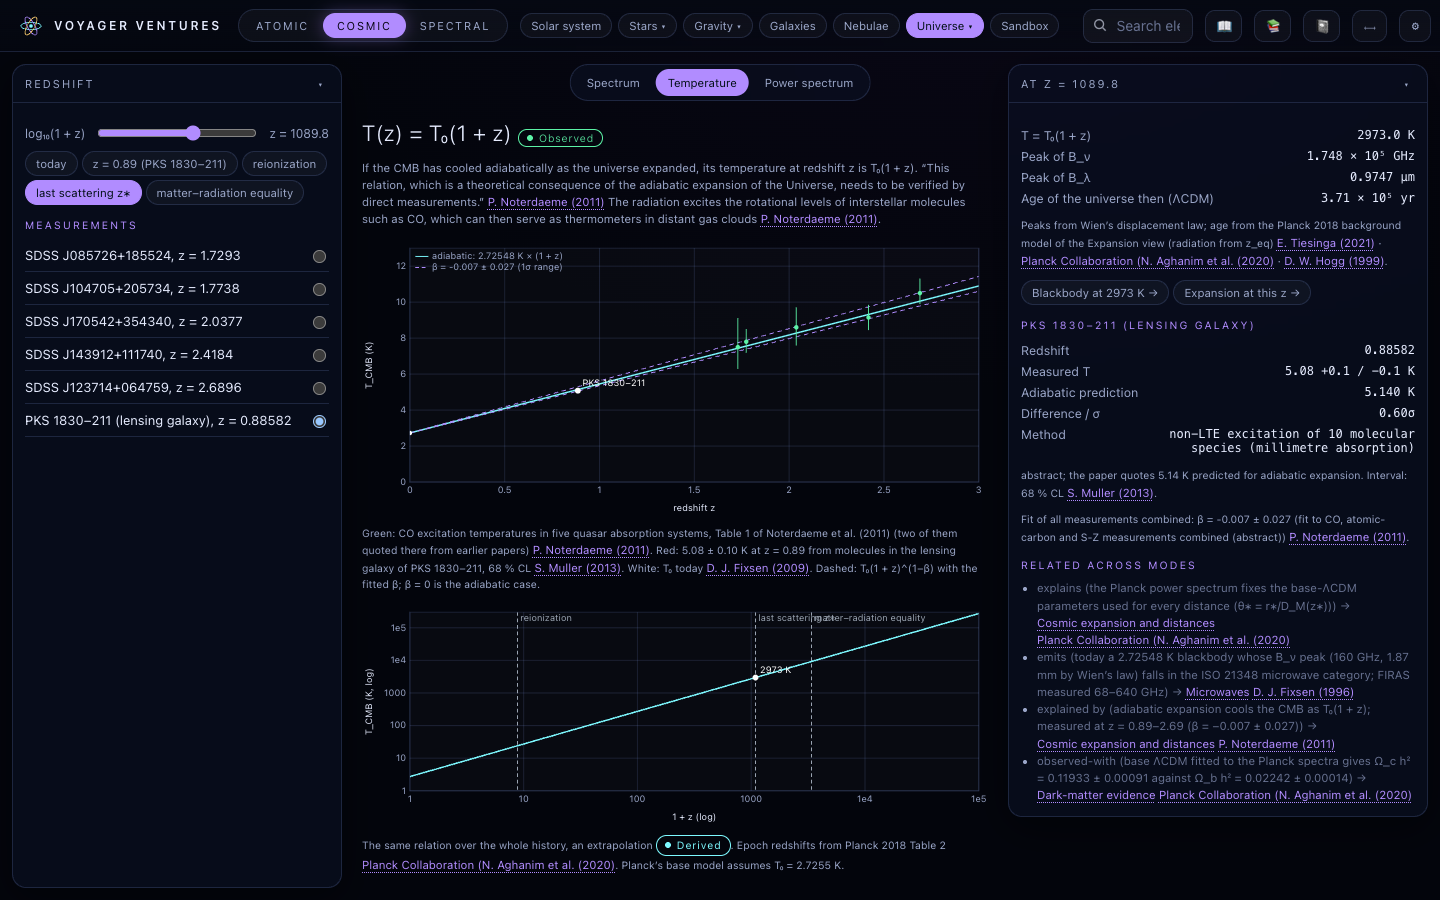 VOYAGER VENTURES
ATOMIC COSMIC SPECTRAL
Solar system Stars ▾ Gravity ▾ Galaxies Nebulae Universe ▾ Sandbox
Search ele
REDSHIFT
log₁₀(1 + z) z = 1089.8
today z = 0.89 (PKS 1830−211) reionization
last scattering z∗ matter–radiation equality
MEASUREMENTS
SDSS J085726+185524, z = 1.7293
SDSS J104705+205734, z = 1.7738
SDSS J170542+354340, z = 2.0377
SDSS J143912+111740, z = 2.4184
SDSS J123714+064759, z = 2.6896
PKS 1830−211 (lensing galaxy), z = 0.88582
Spectrum Temperature Power spectrum
T(z) = T₀(1 + z) Observed
If the CMB has cooled adiabatically as the universe expanded, its temperature at redshift z is T₀(1 + z). “This
relation, which is a theoretical consequence of the adiabatic expansion of the Universe, needs to be verified by
direct measurements.” P. Noterdaeme (2011) The radiation excites the rotational levels of interstellar molecules
such as CO, which can then serve as thermometers in distant gas clouds P. Noterdaeme (2011).
adiabatic: 2.72548 K × (1 + z)
β = -0.007 ± 0.027 (1σ range)
12
10
8
6
4
2
0
T_CMB (K)
PKS 1830−211
0 0.5 1 1.5 2 2.5 3
redshift z
Green: CO excitation temperatures in five quasar absorption systems, Table 1 of Noterdaeme et al. (2011) (two of them
quoted there from earlier papers) P. Noterdaeme (2011). Red: 5.08 ± 0.10 K at z = 0.89 from molecules in the lensing
galaxy of PKS 1830−211, 68 % CL S. Muller (2013). White: T₀ today D. J. Fixsen (2009). Dashed: T₀(1 + z)^(1−β) with the
fitted β; β = 0 is the adiabatic case.
reionization last scattering z∗ matter–radiation equality
1e5
1e4
1000
100
10
1
T_CMB (K, log)
2973 K
1 10 100 1000 1e4 1e5
1 + z (log)
The same relation over the whole history, an extrapolation Derived. Epoch redshifts from Planck 2018 Table 2
Planck Collaboration (N. Aghanim et al. (2020). Planck’s base model assumes T₀ = 2.7255 K.
AT Z = 1089.8
T = T₀(1 + z) 2973.0 K
Peak of B_ν 1.748 × 10⁵ GHz
Peak of B_λ 0.9747 μm
Age of the universe then (ΛCDM) 3.71 × 10⁵ yr
Peaks from Wien’s displacement law; age from the Planck 2018 background
model of the Expansion view (radiation from z_eq) E. Tiesinga (2021) ·
Planck Collaboration (N. Aghanim et al. (2020) · D. W. Hogg (1999).
Blackbody at 2973 K → Expansion at this z →
PKS 1830−211 (LENSING GALAXY)
Redshift 0.88582
Measured T 5.08 +0.1 / −0.1 K
Adiabatic prediction 5.140 K
Difference / σ 0.60σ
Method non-LTE excitation of 10 molecular
species (millimetre absorption)
abstract; the paper quotes 5.14 K predicted for adiabatic expansion. Interval:
68 % CL S. Muller (2013).
Fit of all measurements combined: β = -0.007 ± 0.027 (fit to CO, atomic-
carbon and S-Z measurements combined (abstract)) P. Noterdaeme (2011).
RELATED ACROSS MODES
explains (the Planck power spectrum fixes the base-ΛCDM
parameters used for every distance (θ∗ = r∗/D_M(z∗))) →
Cosmic expansion and distances
Planck Collaboration (N. Aghanim et al. (2020)
emits (today a 2.72548 K blackbody whose B_ν peak (160 GHz, 1.87
mm by Wien’s law) falls in the ISO 21348 microwave category; FIRAS
measured 68–640 GHz) → Microwaves D. J. Fixsen (1996)
explained by (adiabatic expansion cools the CMB as T₀(1 + z);
measured at z = 0.89–2.69 (β = −0.007 ± 0.027)) →
Cosmic expansion and distances P. Noterdaeme (2011)
observed-with (base ΛCDM fitted to the Planck spectra gives Ω_c h²
= 0.11933 ± 0.00091 against Ω_b h² = 0.02242 ± 0.00014) →
Dark-matter evidence Planck Collaboration (N. Aghanim et al. (2020)